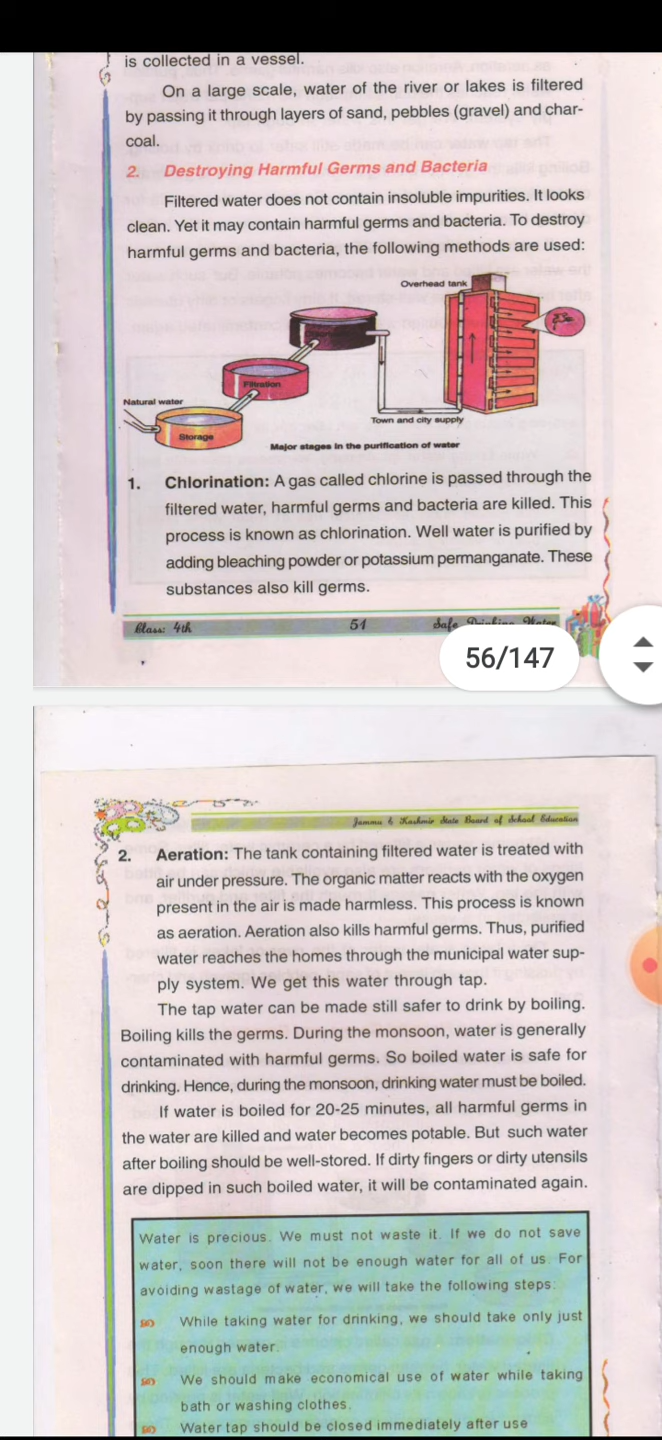 is collected in a vessel.
On a large scale, water of the river or lakes is filtered
by passing it through layers of sand, pebbles (gravel) and char-
coal.
2. Destroying Harmful Germs and Bacteria
Filtered water does not contain insoluble impurities. It looks
clean. Yet it may contain harmful germs and bacteria. To destroy
harmful germs and bacteria, the following methods are used:
Overhead tank
Filtration
Natural water
Storage
Town and city supply
Major stages in the purification of water
1. Chlorination: A gas called chlorine is passed through the
filtered water, harmful germs and bacteria are killed. This
process is known as chlorination. Well water is purified by
adding bleaching powder or potassium permanganate. These
substances also kill germs.
Class: 4th 51 Safe Drinking Water
56/147
Jammu & Kashmir State Board of School Education
2. Aeration: The tank containing filtered water is treated with
air under pressure. The organic matter reacts with the oxygen
present in the air is made harmless. This process is known
as aeration. Aeration also kills harmful germs. Thus, purified
water reaches the homes through the municipal water sup-
ply system. We get this water through tap.
The tap water can be made still safer to drink by boiling.
Boiling kills the germs. During the monsoon, water is generally
contaminated with harmful germs. So boiled water is safe for
drinking. Hence, during the monsoon, drinking water must be boiled.
If water is boiled for 20-25 minutes, all harmful germs in
the water are killed and water becomes potable. But such water
after boiling should be well-stored. If dirty fingers or dirty utensils
are dipped in such boiled water, it will be contaminated again.
Water is precious. We must not waste it. If we do not save
water, soon there will not be enough water for all of us. For
avoiding wastage of water, we will take the following steps:
While taking water for drinking, we should take only just
enough water.
We should make economical use of water while taking
bath or washing clothes.
Water tap should be closed immediately after use